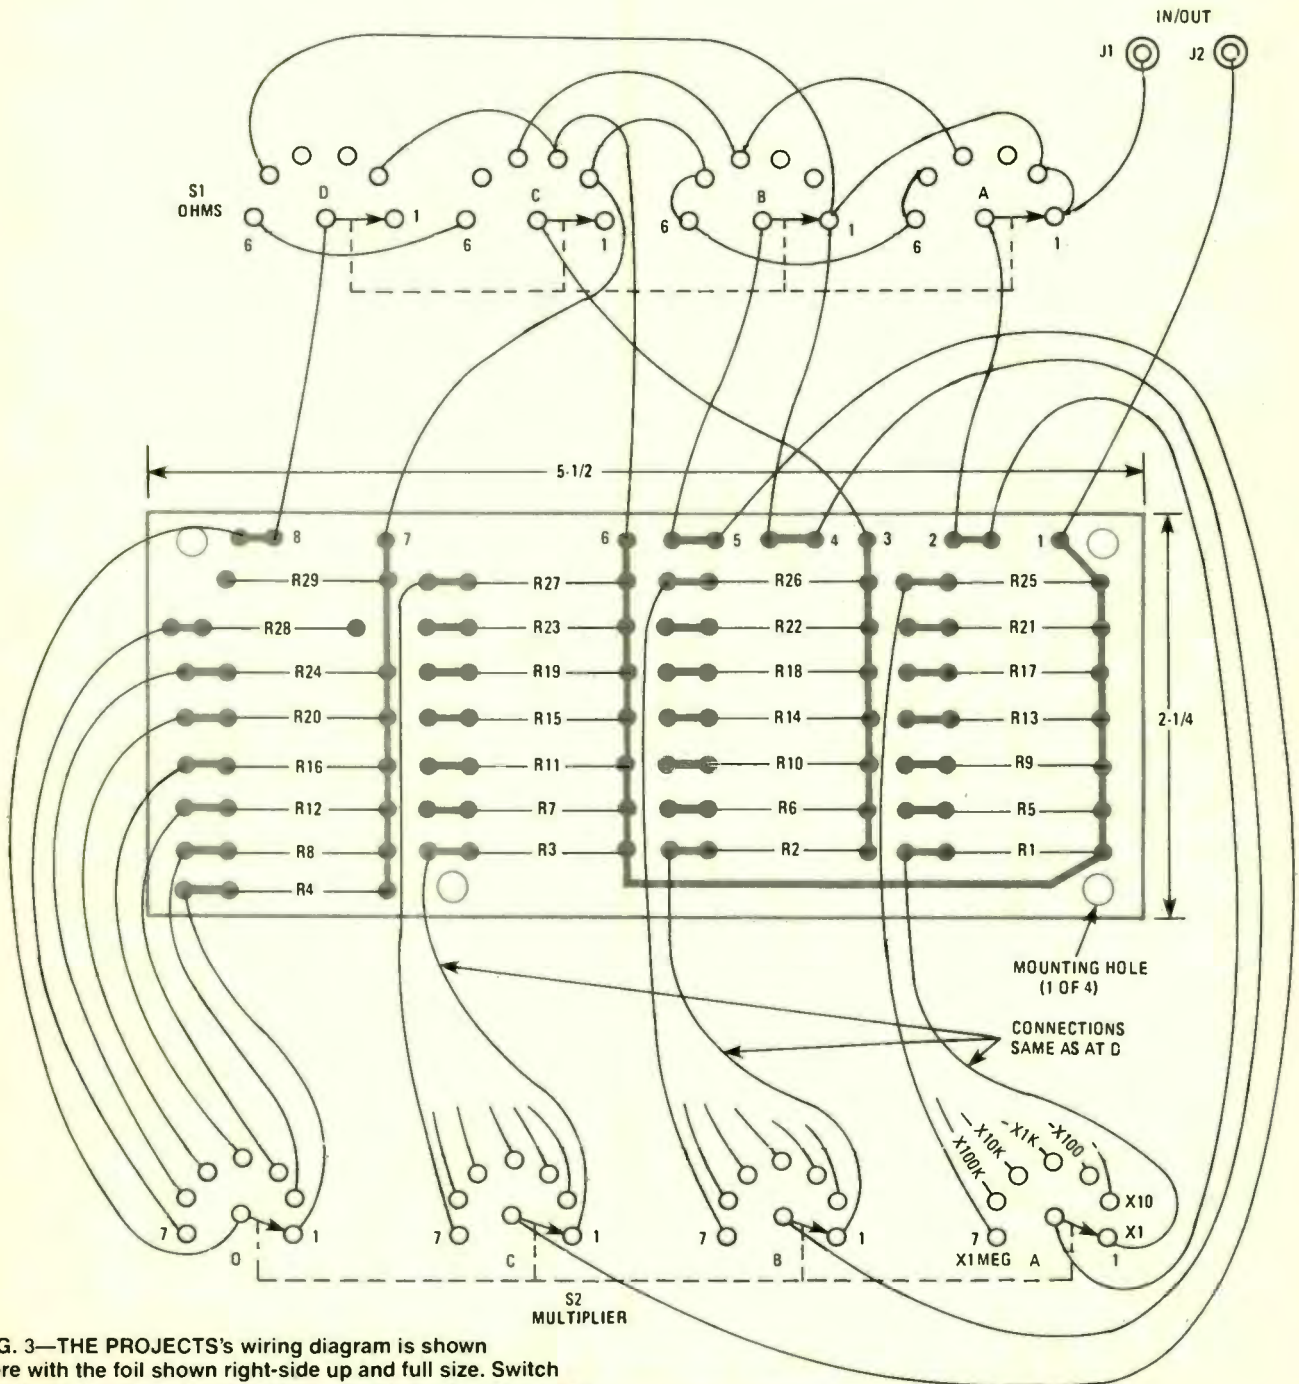 IN/OUT
J1 J2
S1
OHMS
D C B A
6 1 6 1 6 1 6 1
5-1/2
8 7 6 5 4 3 2 1
R29 R27 R26 R25
R28 R23 R22 R21
R24 R19 R18 R17
R20 R15 R14 R13
2-1/4
R16 R11 R10 R9
R12 R7 R6 R5
R8 R3 R2 R1
R4
MOUNTING HOLE
(1 OF 4)
CONNECTIONS
SAME AS AT D
X100K X10K X1K X100
X10
X1
7 1 7 1 7 1 7 1
X1MEG
D C B A
S2
MULTIPLIER
G. 3—THE PROJECTS's wiring diagram is shown
re with the foil shown right-side up and full size. Switch